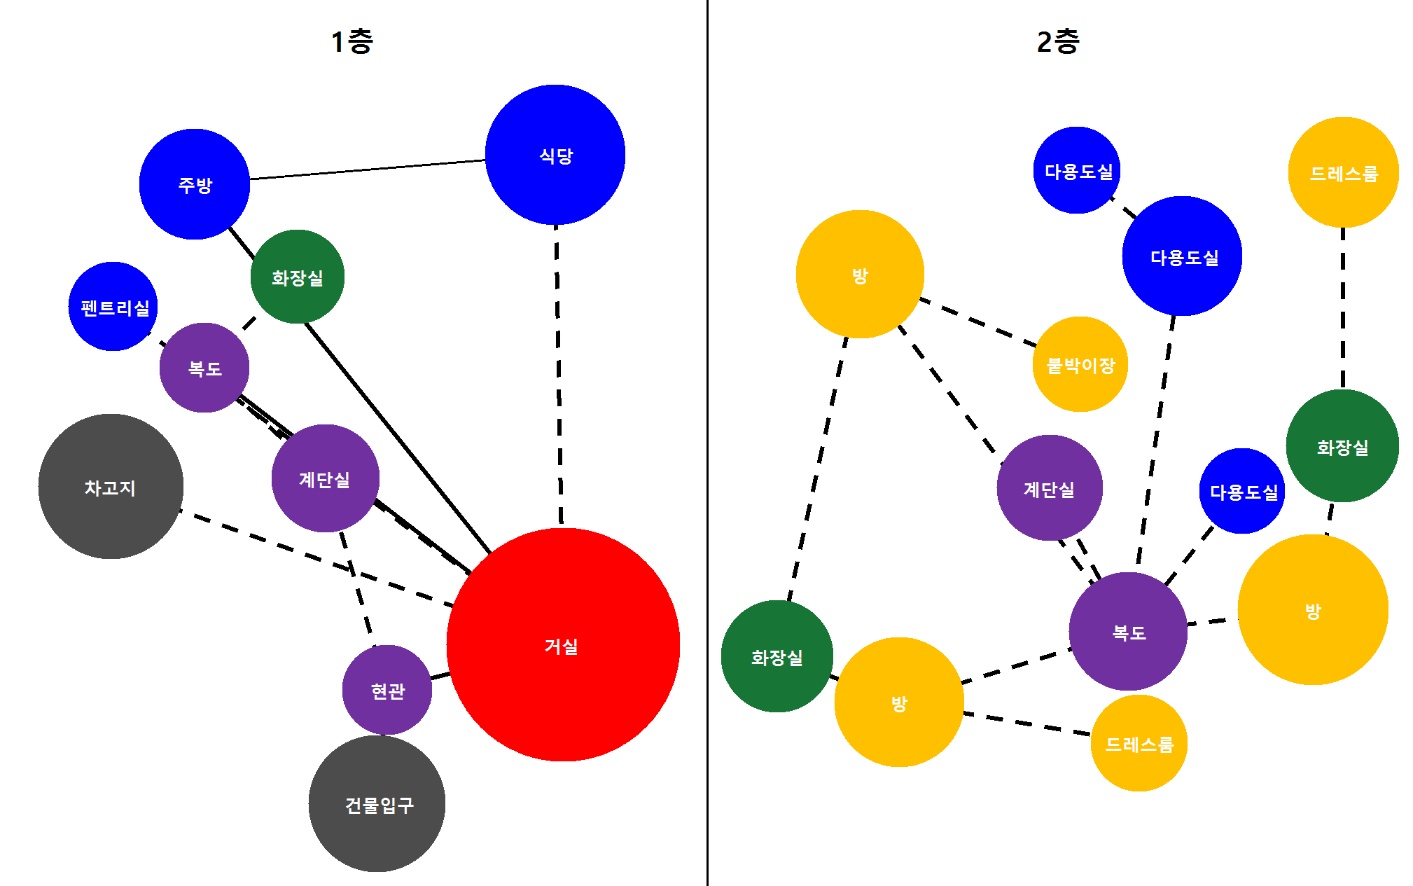 1층
식당
주방
화장실
펜트리실
복도
계단실
차고지
거실
현관
건물입구
2층
다용도실
드레스룸
다용도실
방
붙박이장
화장실
계단실
다용도실
방
복도
화장실
방
드레스룸